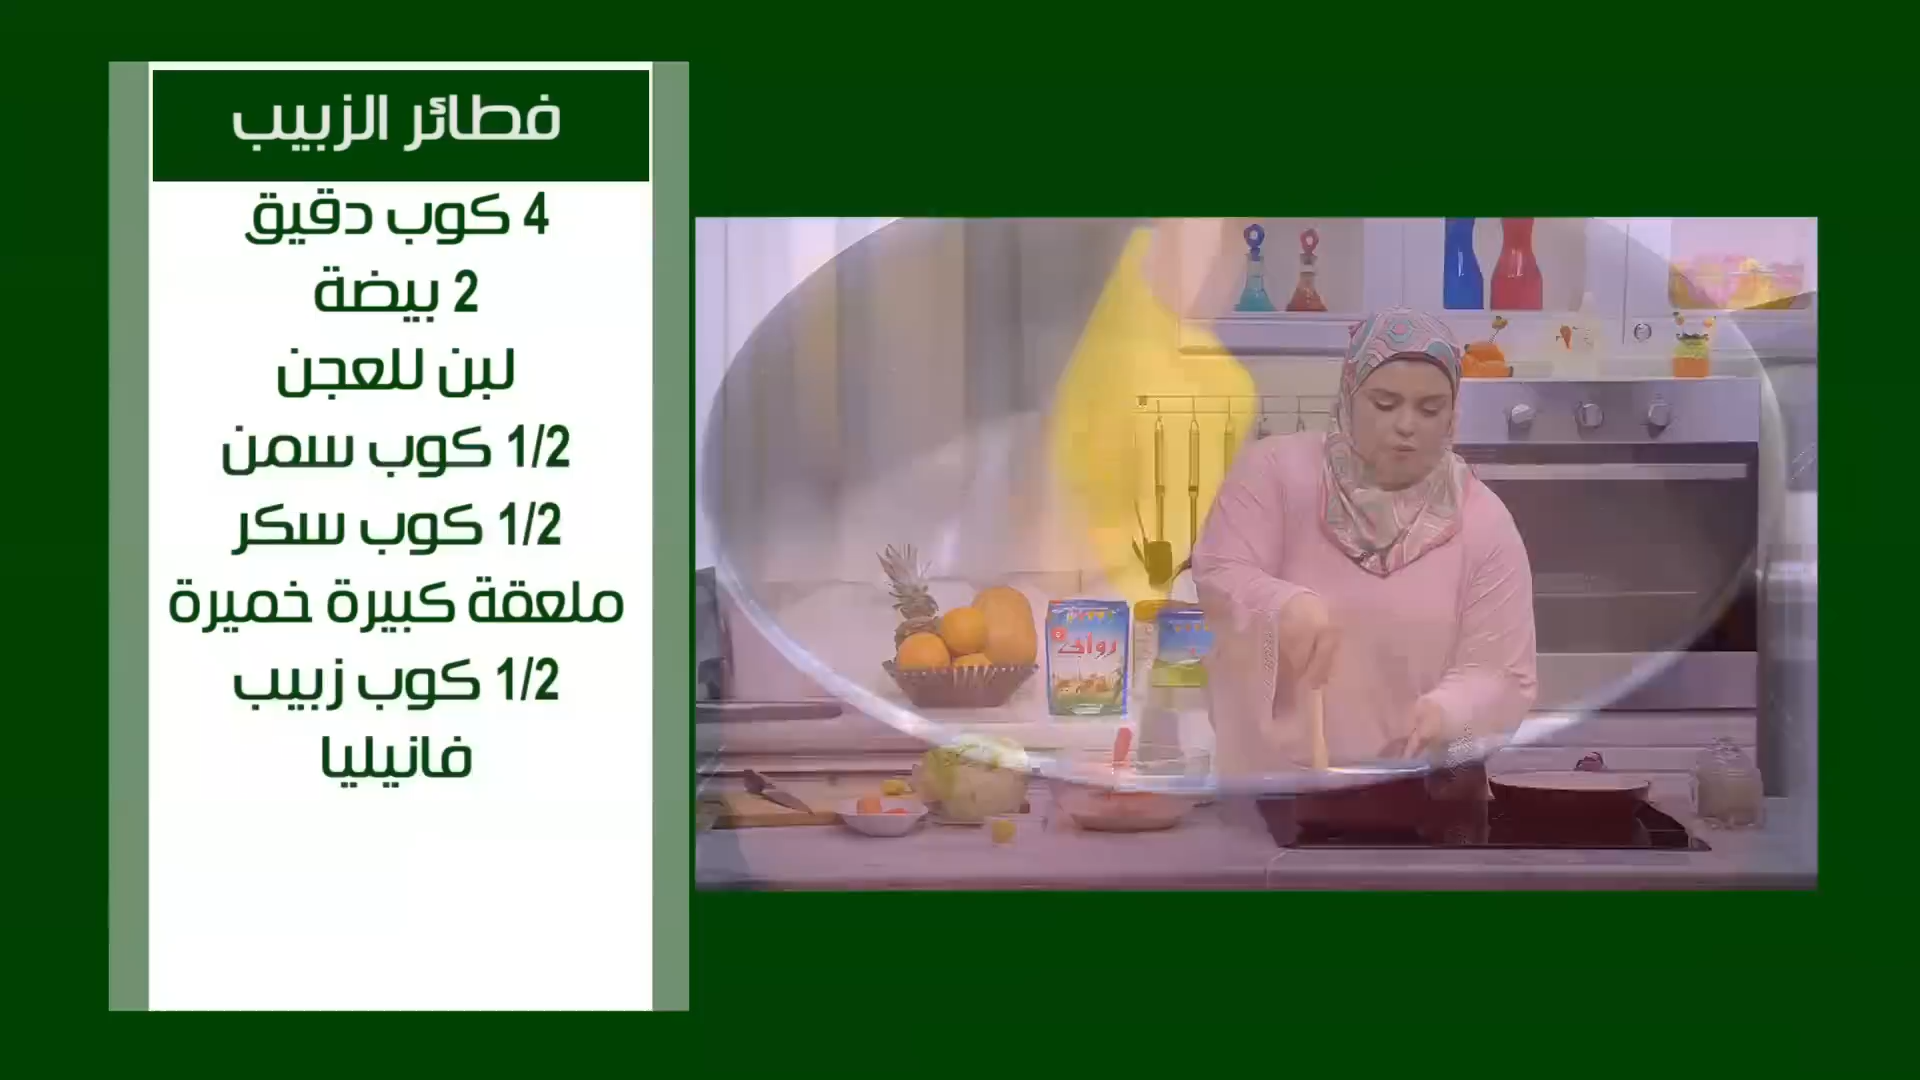 فطائر الزبيب
4 كوب دقيق
2 بيضة
لبن للعجن
1/2 كوب سمن
1/2 كوب سكر
ملعقة كبيرة خميرة
1/2 كوب زبيب
فانيليا
روابي